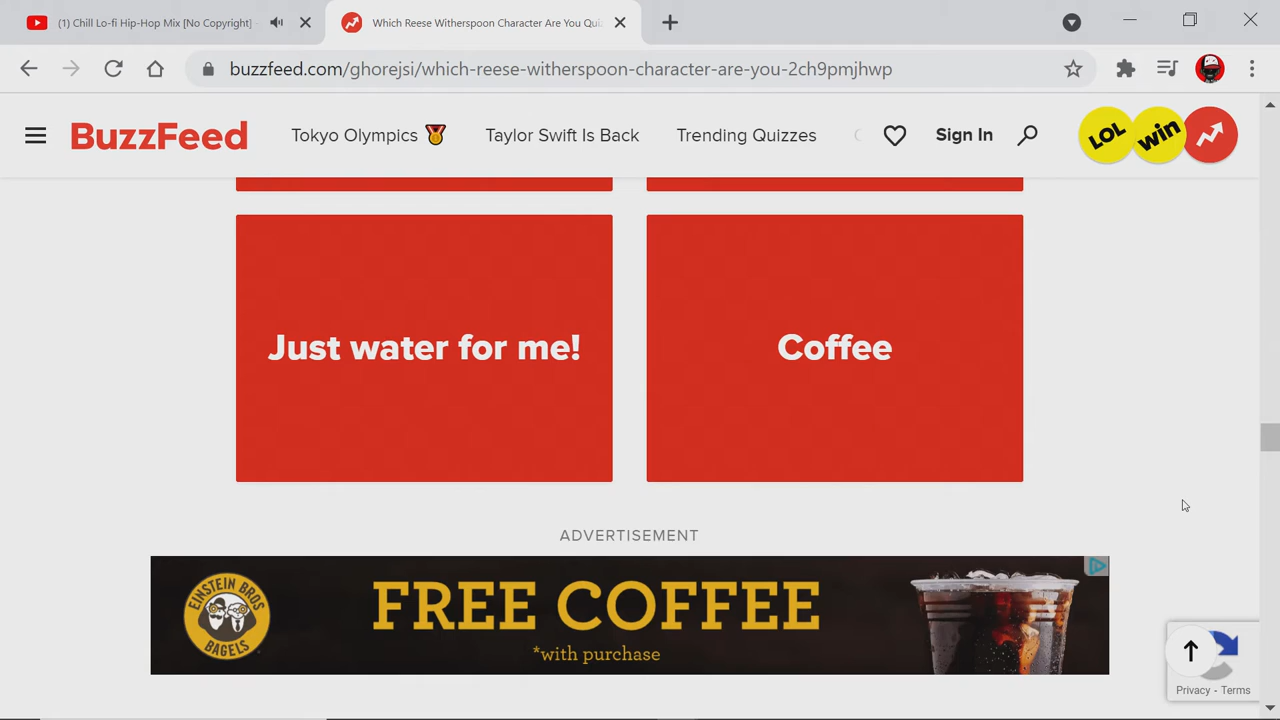 (1) Chill Lo-fi Hip-Hop Mix [No Copyright] -
Which Reese Witherspoon Character Are You Qui
buzzfeed.com/ghorejsi/which-reese-witherspoon-character-are-you-2ch9pmjhwp
BuzzFeed
Tokyo Olympics
Taylor Swift Is Back
Trending Quizzes
Sign In
LOL
win
Just water for me!
Coffee
ADVERTISEMENT
EINSTEIN BROS
BAGELS
FREE COFFEE
*with purchase
Privacy - Terms